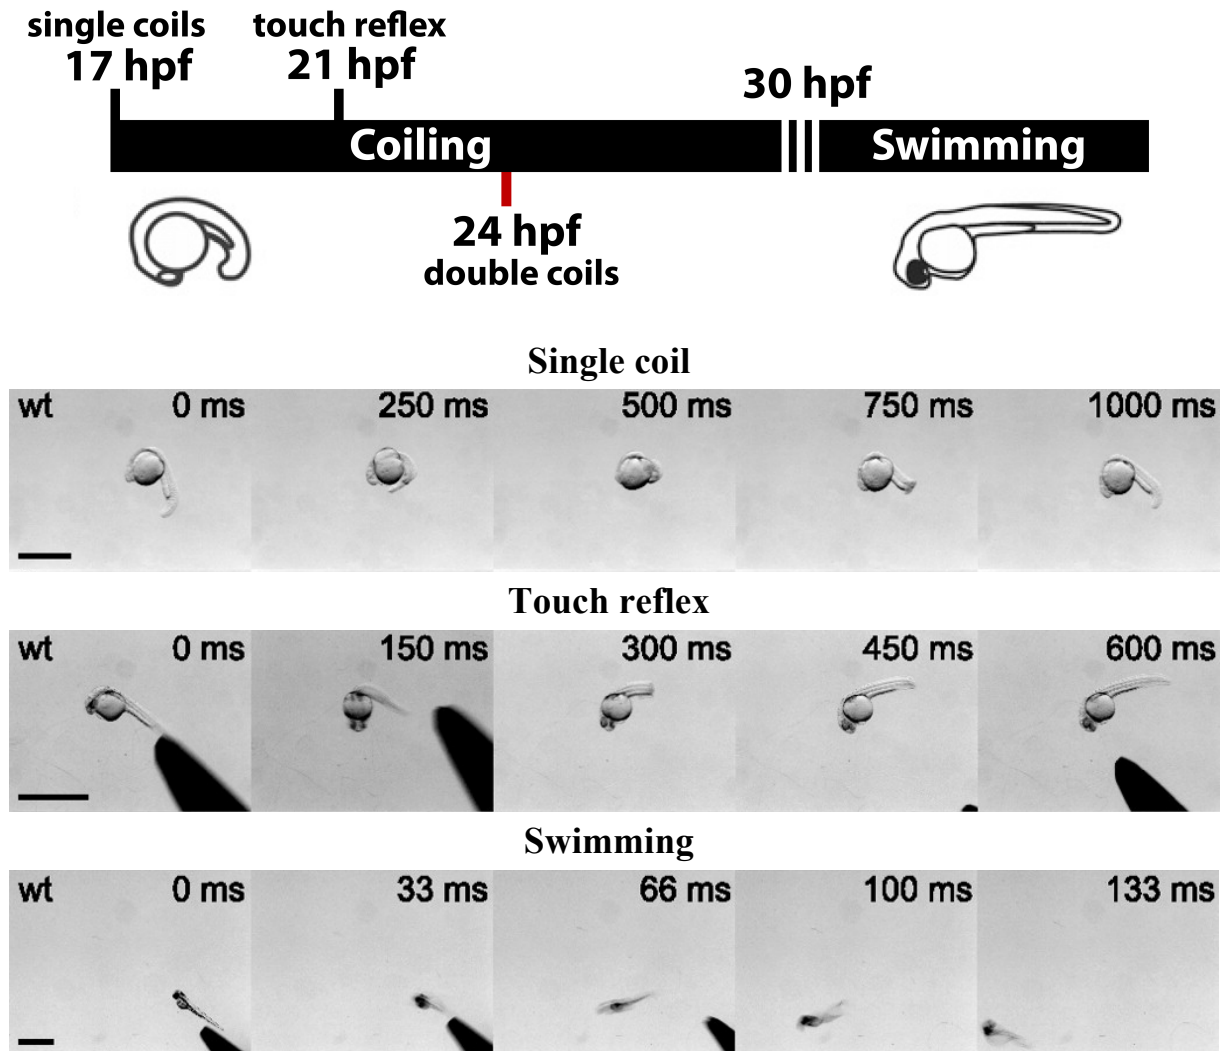 single coils
17 hpf
touch reflex
21 hpf
30 hpf
Coiling
Swimming
24 hpf
double coils
Single coil
wt 0 ms 250 ms 500 ms 750 ms 1000 ms
Touch reflex
wt 0 ms 150 ms 300 ms 450 ms 600 ms
Swimming
wt 0 ms 33 ms 66 ms 100 ms 133 ms